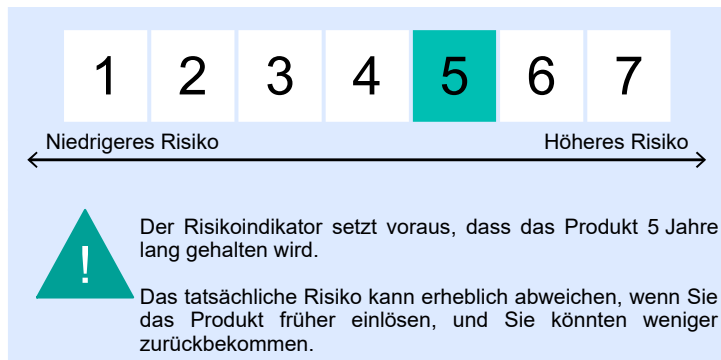 1 2 3 4 5 6 7
Niedrigeres Risiko Höheres Risiko
!
Der Risikoindikator setzt voraus, dass das Produkt 5 Jahre
lang gehalten wird.
Das tatsächliche Risiko kann erheblich abweichen, wenn Sie
das Produkt früher einlösen, und Sie könnten weniger
zurückbekommen.